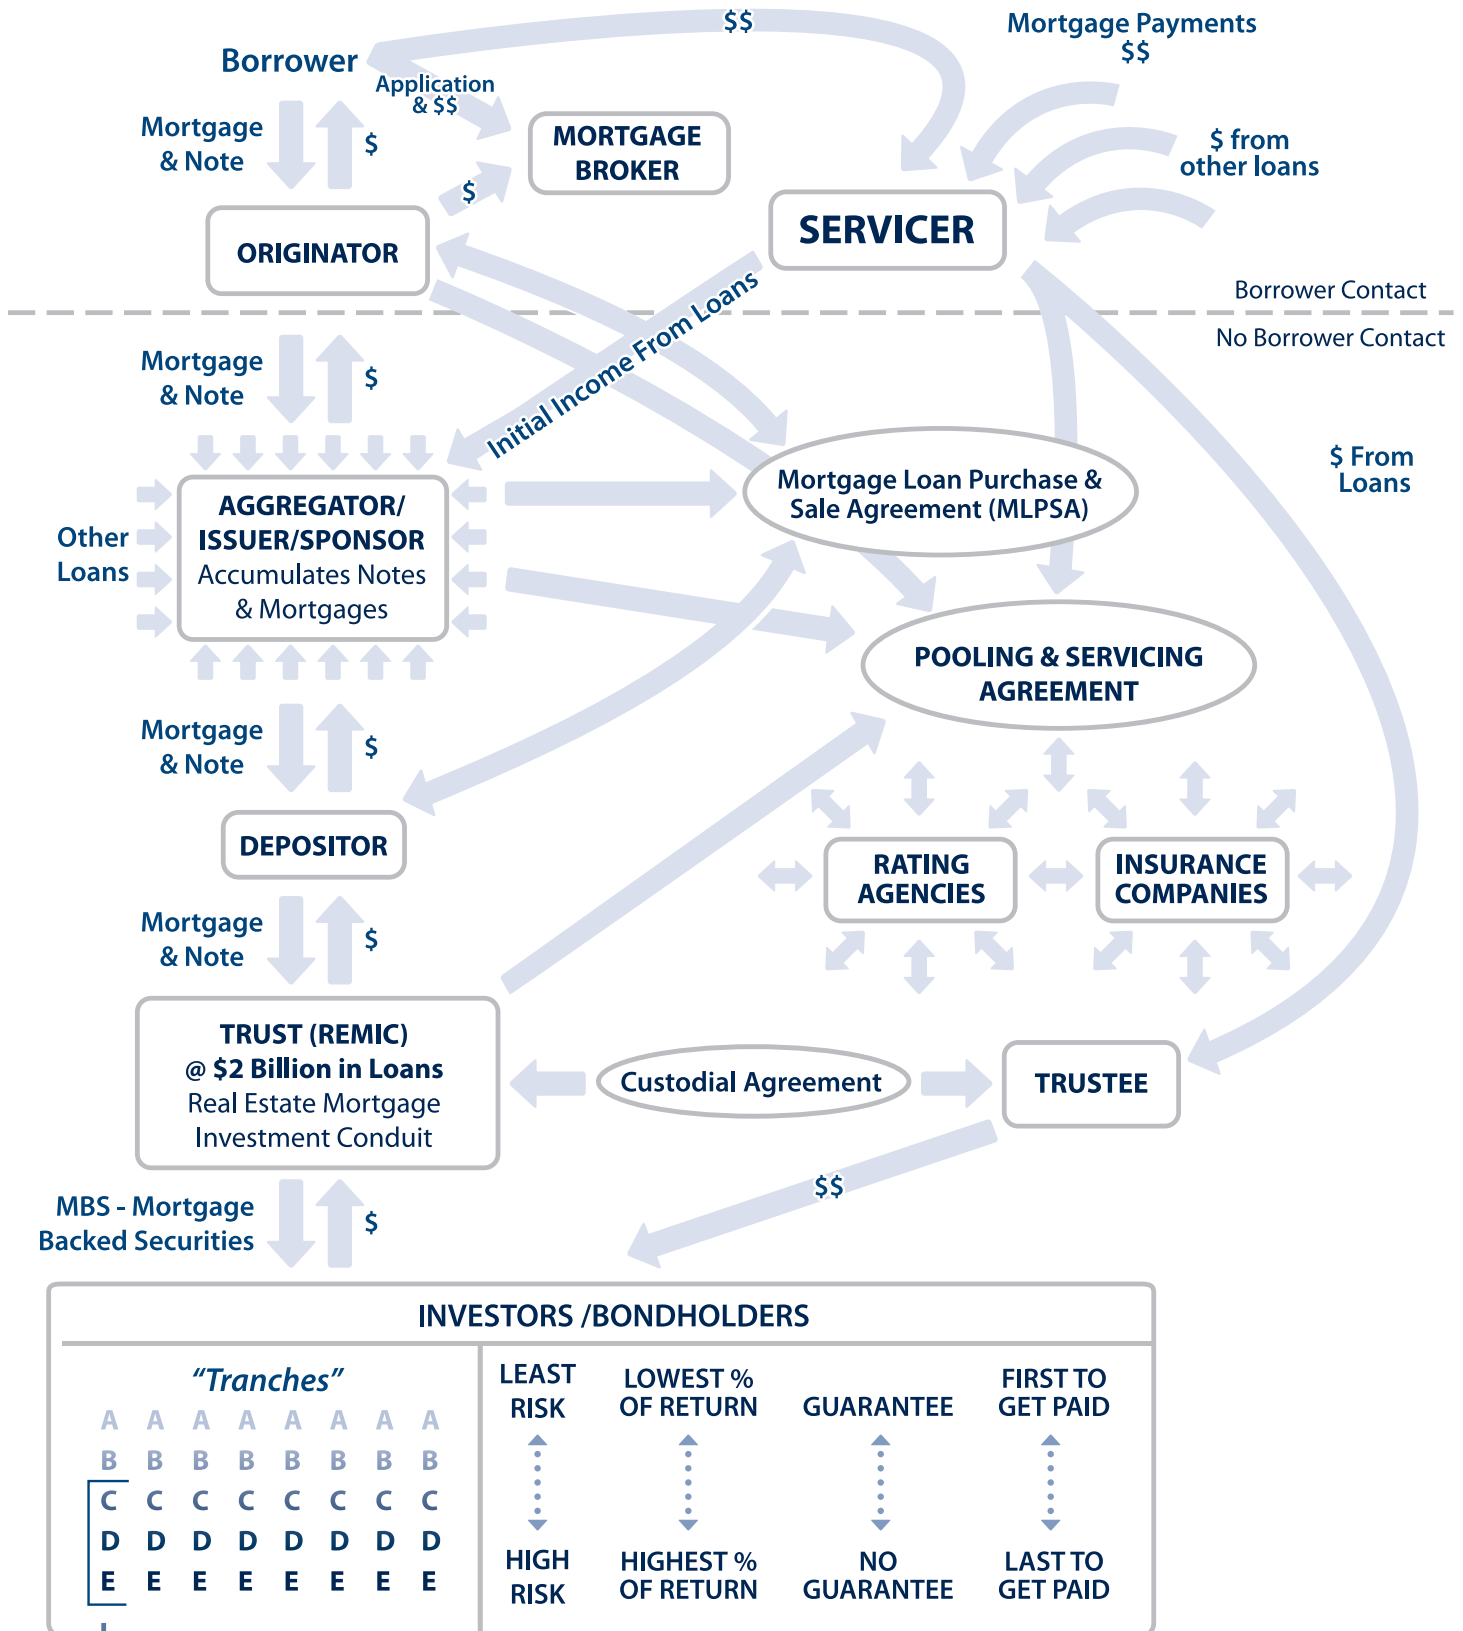 $$
Mortgage Payments
$$
Borrower
Application
& $$
Mortgage
& Note
$
MORTGAGE
BROKER
$ from
other loans
$
ORIGINATOR
SERVICER
Borrower Contact
No Borrower Contact
Initial Income From Loans
Mortgage
& Note
$
Mortgage Loan Purchase &
Sale Agreement (MLPSA)
$ From
Loans
AGGREGATOR/
ISSUER/SPONSOR
Accumulates Notes
& Mortgages
Other
Loans
POOLING & SERVICING
AGREEMENT
Mortgage
& Note
$
DEPOSITOR
RATING
AGENCIES
INSURANCE
COMPANIES
Mortgage
& Note
$
TRUST (REMIC)
@ $2 Billion in Loans
Real Estate Mortgage
Investment Conduit
Custodial Agreement
TRUSTEE
$$
MBS - Mortgage
Backed Securities
$
INVESTORS /BONDHOLDERS
“Tranches”
A A A A A A A A
B B B B B B B B
C C C C C C C C
D D D D D D D D
E E E E E E E E
LEAST
RISK
LOWEST %
OF RETURN
GUARANTEE
FIRST TO
GET PAID
HIGH
RISK
HIGHEST %
OF RETURN
NO
GUARANTEE
LAST TO
GET PAID